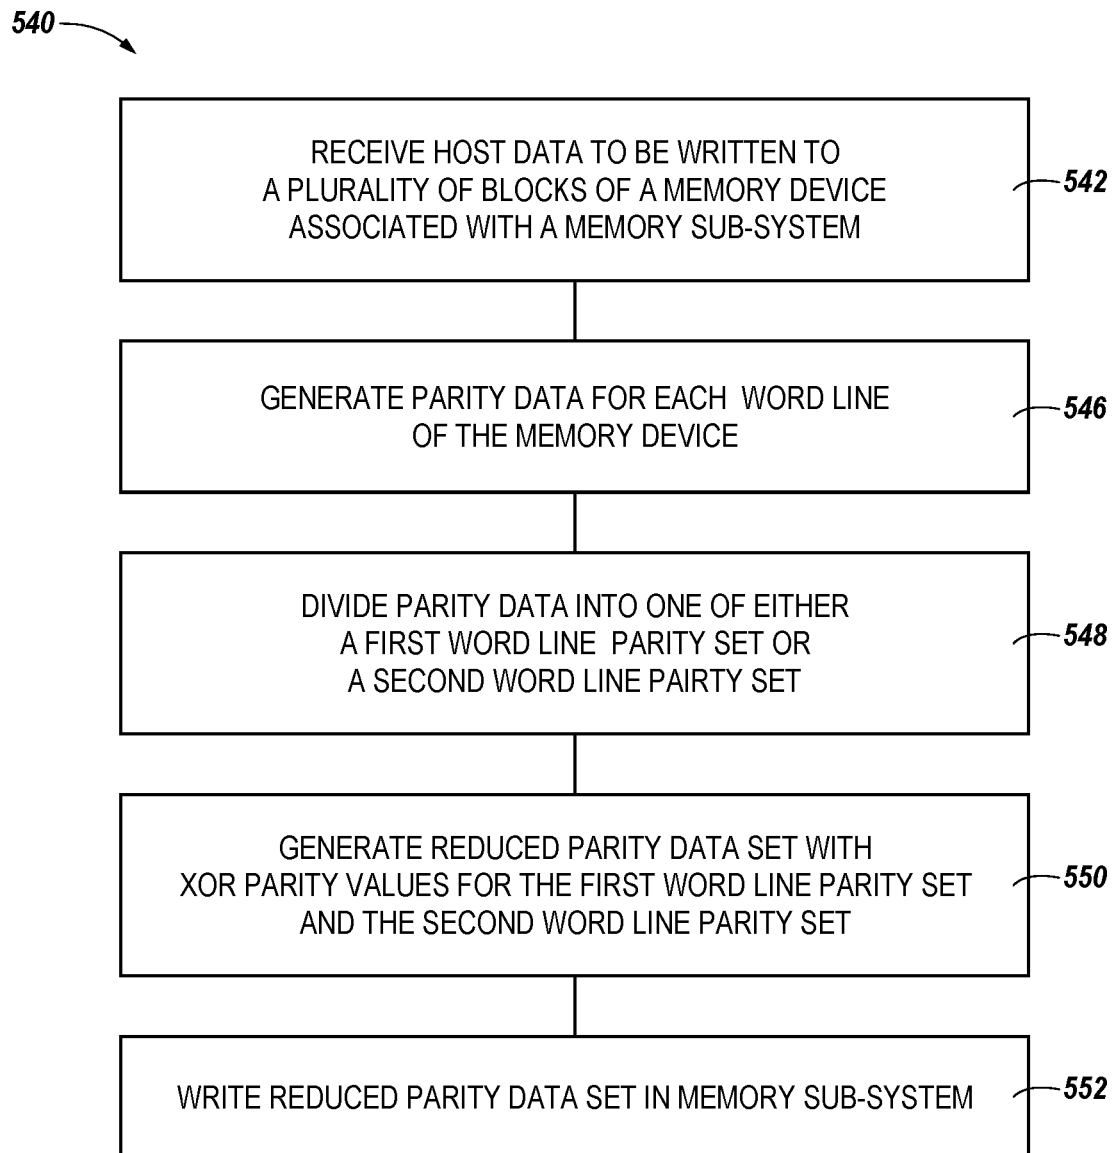 540
RECEIVE HOST DATA TO BE WRITTEN TO
A PLURALITY OF BLOCKS OF A MEMORY DEVICE
ASSOCIATED WITH A MEMORY SUB-SYSTEM
542
GENERATE PARITY DATA FOR EACH WORD LINE
OF THE MEMORY DEVICE
546
DIVIDE PARITY DATA INTO ONE OF EITHER
A FIRST WORD LINE PARITY SET OR
A SECOND WORD LINE PAIRTY SET
548
GENERATE REDUCED PARITY DATA SET WITH
XOR PARITY VALUES FOR THE FIRST WORD LINE PARITY SET
AND THE SECOND WORD LINE PARITY SET
550
WRITE REDUCED PARITY DATA SET IN MEMORY SUB-SYSTEM
552